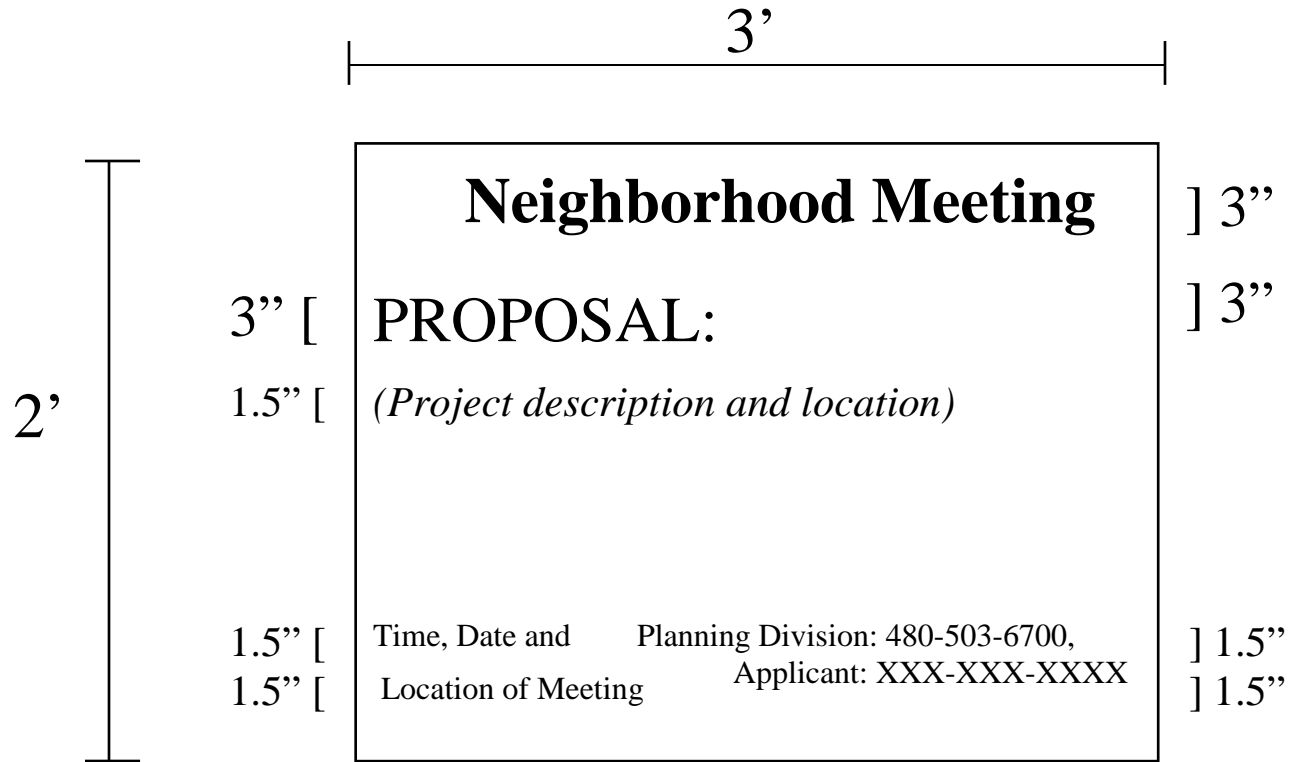 3’
Neighborhood Meeting
] 3”
3” [
PROPOSAL:
] 3”
1.5” [
(Project description and location)
2’
1.5” [
Time, Date and
Planning Division: 480-503-6700,
] 1.5”
1.5” [
Location of Meeting
Applicant: XXX-XXX-XXXX
] 1.5”